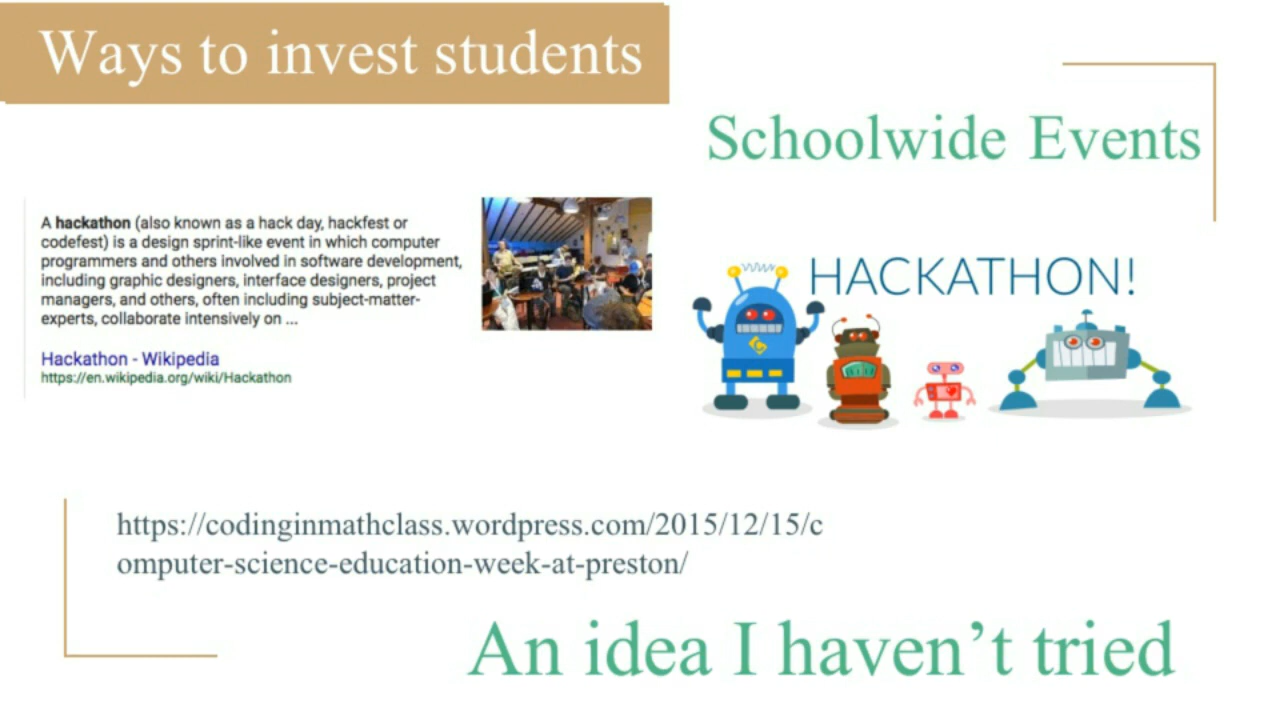 Ways to invest students
Schoolwide Events
A hackathon (also known as a hack day, hackfest or
codefest) is a design sprint-like event in which computer
programmers and others involved in software development,
including graphic designers, interface designers, project
managers, and others, often including subject-matter-
experts, collaborate intensively on ...
Hackathon - Wikipedia
https://en.wikipedia.org/wiki/Hackathon
HACKATHON!
https://codinginmathclass.wordpress.com/2015/12/15/c
omputer-science-education-week-at-preston/
An idea I haven’t tried